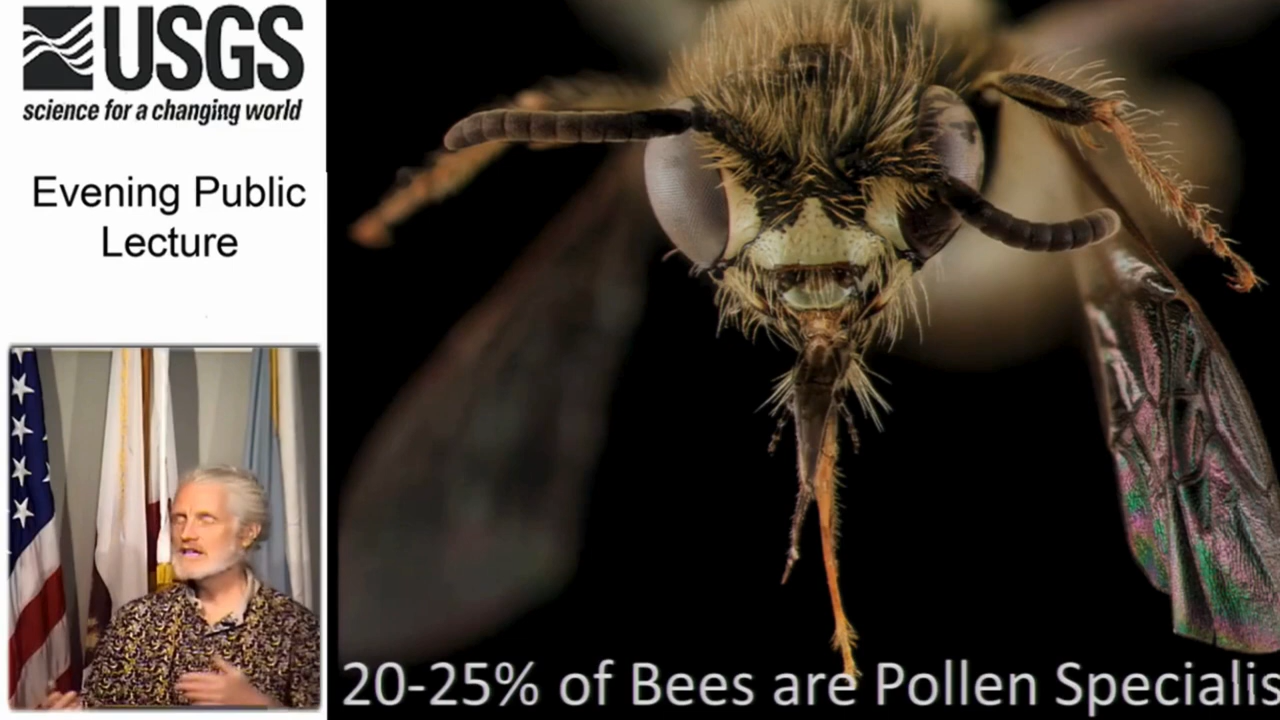 USGS
science for a changing world
Evening Public
Lecture
20-25% of Bees are Pollen Specialis